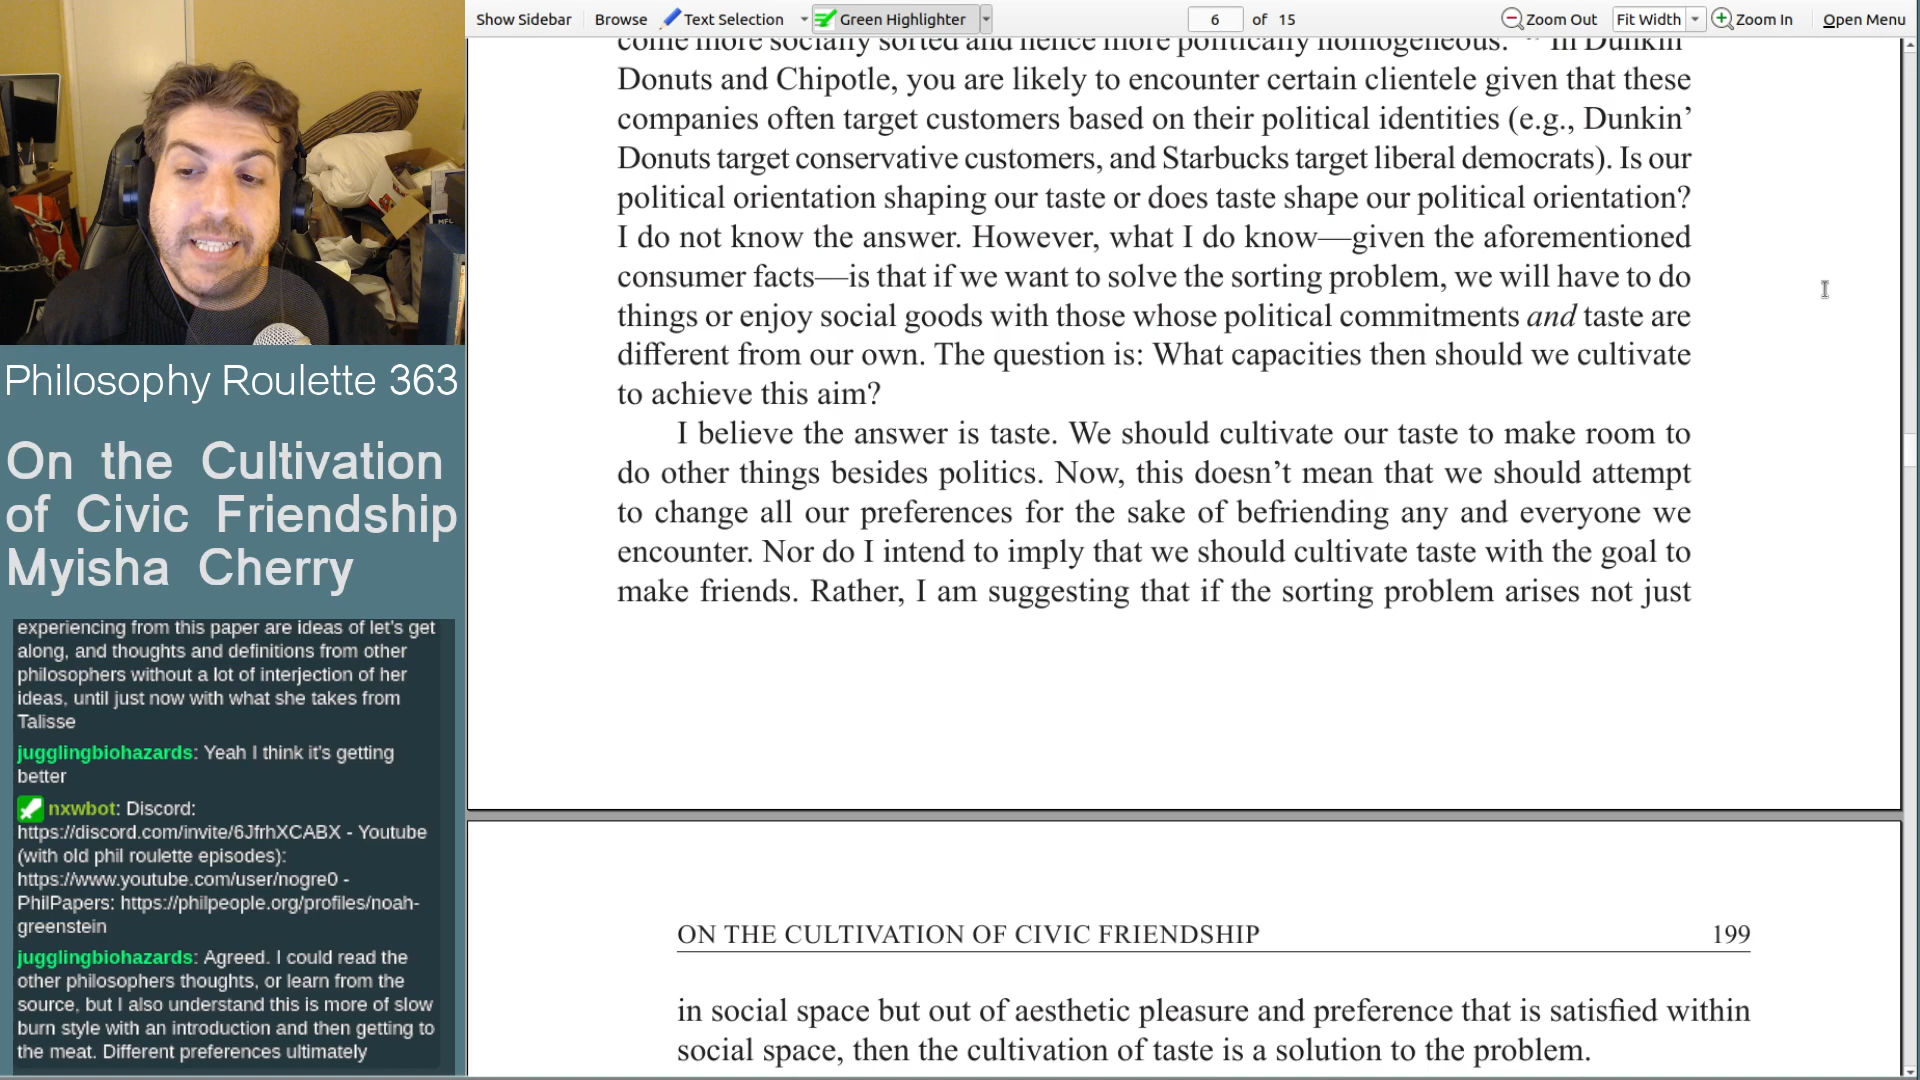 Show Sidebar Browse Text Selection Green Highlighter 6 of 15 Zoom Out Fit Width Zoom In Open Menu
come more socially sorted and hence more politically homogeneous. In Dunkin'
Donuts and Chipotle, you are likely to encounter certain clientele given that these
companies often target customers based on their political identities (e.g., Dunkin'
Donuts target conservative customers, and Starbucks target liberal democrats). Is our
political orientation shaping our taste or does taste shape our political orientation?
I do not know the answer. However, what I do know—given the aforementioned
consumer facts—is that if we want to solve the sorting problem, we will have to do
things or enjoy social goods with those whose political commitments and taste are
different from our own. The question is: What capacities then should we cultivate
to achieve this aim?
I believe the answer is taste. We should cultivate our taste to make room to
do other things besides politics. Now, this doesn't mean that we should attempt
to change all our preferences for the sake of befriending any and everyone we
encounter. Nor do I intend to imply that we should cultivate taste with the goal to
make friends. Rather, I am suggesting that if the sorting problem arises not just
ON THE CULTIVATION OF CIVIC FRIENDSHIP 199
in social space but out of aesthetic pleasure and preference that is satisfied within
social space, then the cultivation of taste is a solution to the problem.
Philosophy Roulette 363
On the Cultivation
of Civic Friendship
Myisha Cherry
experiencing from this paper are ideas of let's get
along, and thoughts and definitions from other
philosophers without a lot of interjection of her
ideas, until just now with what she takes from
Talisse
jugglingbiohazards: Yeah I think it's getting
better
nxwbot: Discord:
https://discord.com/invite/6JfrhXCABX - Youtube
(with old phil roulette episodes):
https://www.youtube.com/user/nogre0 -
PhilPapers: https://philpeople.org/profiles/noah-
greenstein
jugglingbiohazards: Agreed. I could read the
other philosophers thoughts, or learn from the
source, but I also understand this is more of slow
burn style with an introduction and then getting to
the meat. Different preferences ultimately